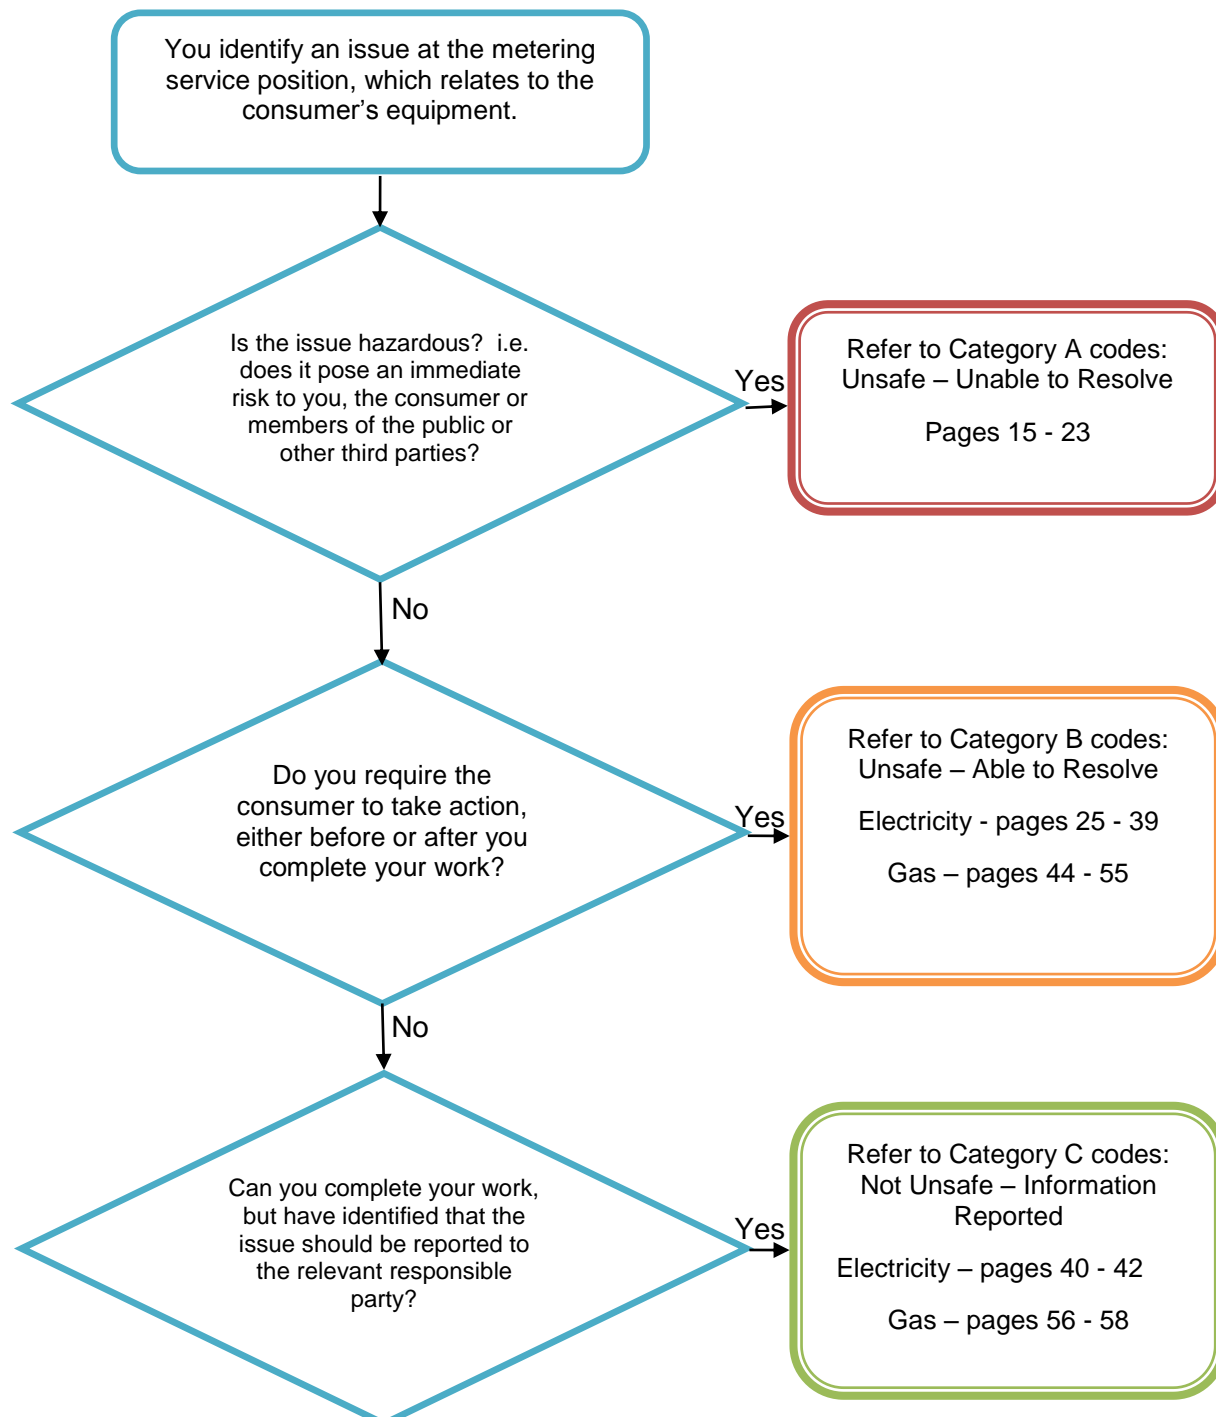 You identify an issue at the metering
service position, which relates to the
consumer’s equipment.
Is the issue hazardous?  i.e.
does it pose an immediate
risk to you, the consumer or
members of the public or
other third parties?
Yes
Refer to Category A codes:
Unsafe – Unable to Resolve
Pages 15 - 23
No
Do you require the
consumer to take action,
either before or after you
complete your work?
Yes
Refer to Category B codes:
Unsafe – Able to Resolve
Electricity - pages 25 - 39
Gas – pages 44 - 55
No
Can you complete your work,
but have identified that the
issue should be reported to
the relevant responsible
party?
Yes
Refer to Category C codes:
Not Unsafe – Information
Reported
Electricity – pages 40 - 42
Gas – pages 56 - 58